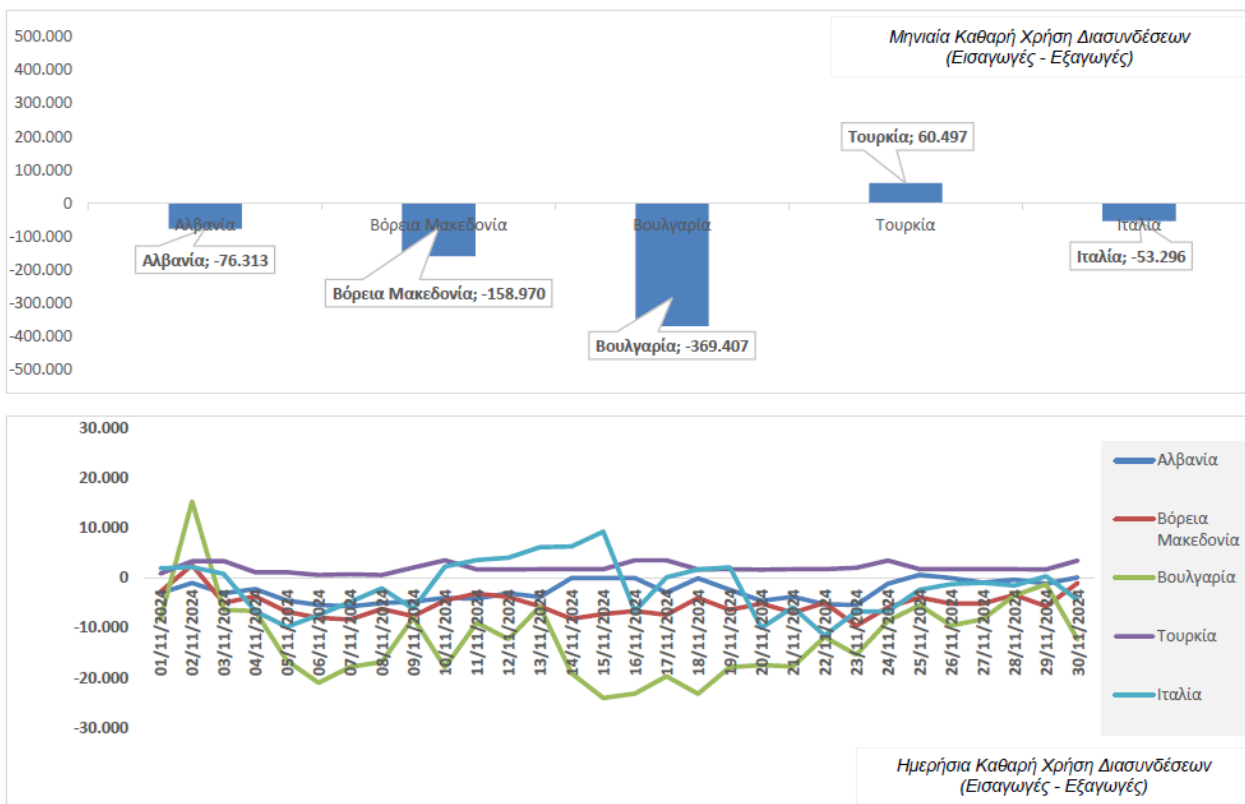 Μηνιαία Καθαρή Χρήση Διασυνδέσεων
(Εισαγωγές - Εξαγωγές)
500.000
400.000
300.000
200.000
100.000
0
-100.000
-200.000
-300.000
-400.000
-500.000
Αλβανία
Βόρεια Μακεδονία
Βουλγαρία
Τουρκία
Ιταλία
Αλβανία; -76.313
Βόρεια Μακεδονία; -158.970
Βουλγαρία; -369.407
Τουρκία; 60.497
Ιταλία; -53.296
30.000
20.000
10.000
0
-10.000
-20.000
-30.000
01/11/2024
02/11/2024
03/11/2024
04/11/2024
05/11/2024
06/11/2024
07/11/2024
08/11/2024
09/11/2024
10/11/2024
11/11/2024
12/11/2024
13/11/2024
14/11/2024
15/11/2024
16/11/2024
17/11/2024
18/11/2024
19/11/2024
20/11/2024
21/11/2024
22/11/2024
23/11/2024
24/11/2024
25/11/2024
26/11/2024
27/11/2024
28/11/2024
29/11/2024
30/11/2024
Αλβανία
Βόρεια
Μακεδονία
Βουλγαρία
Τουρκία
Ιταλία
Ημερήσια Καθαρή Χρήση Διασυνδέσεων
(Εισαγωγές - Εξαγωγές)